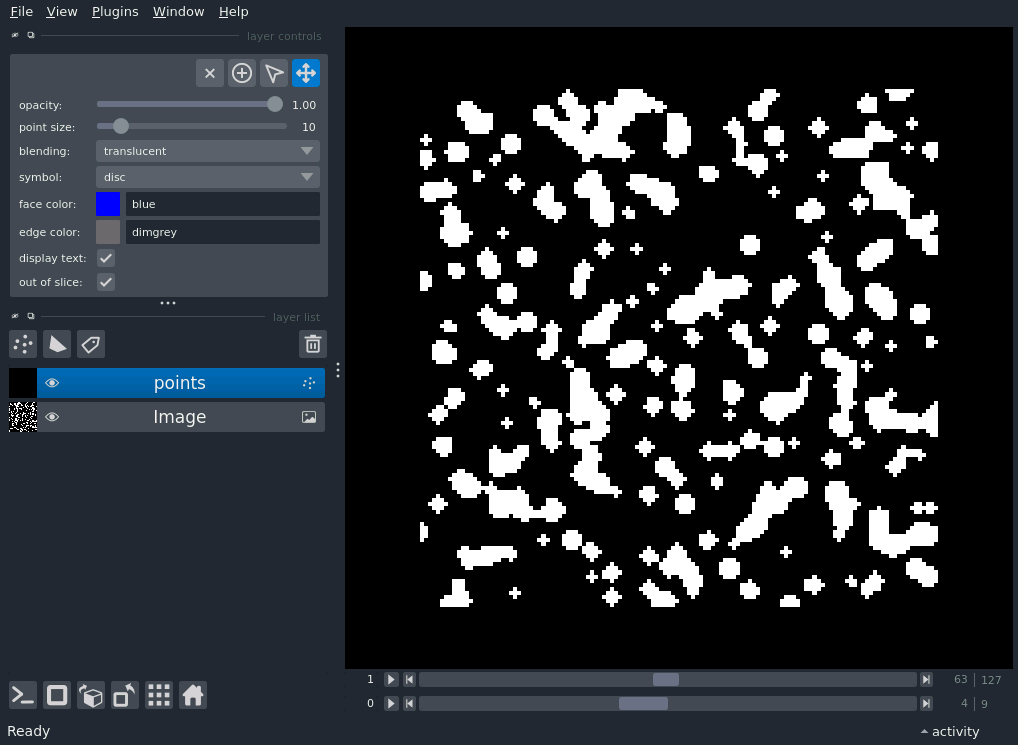 File View Plugins Window Help
layer controls
opacity: 1.00
point size: 10
blending: translucent
symbol: disc
face color: blue
edge color: dimgrey
display text:
out of slice:
layer list
points
Image
1 63 127
0 4 9
Ready activity